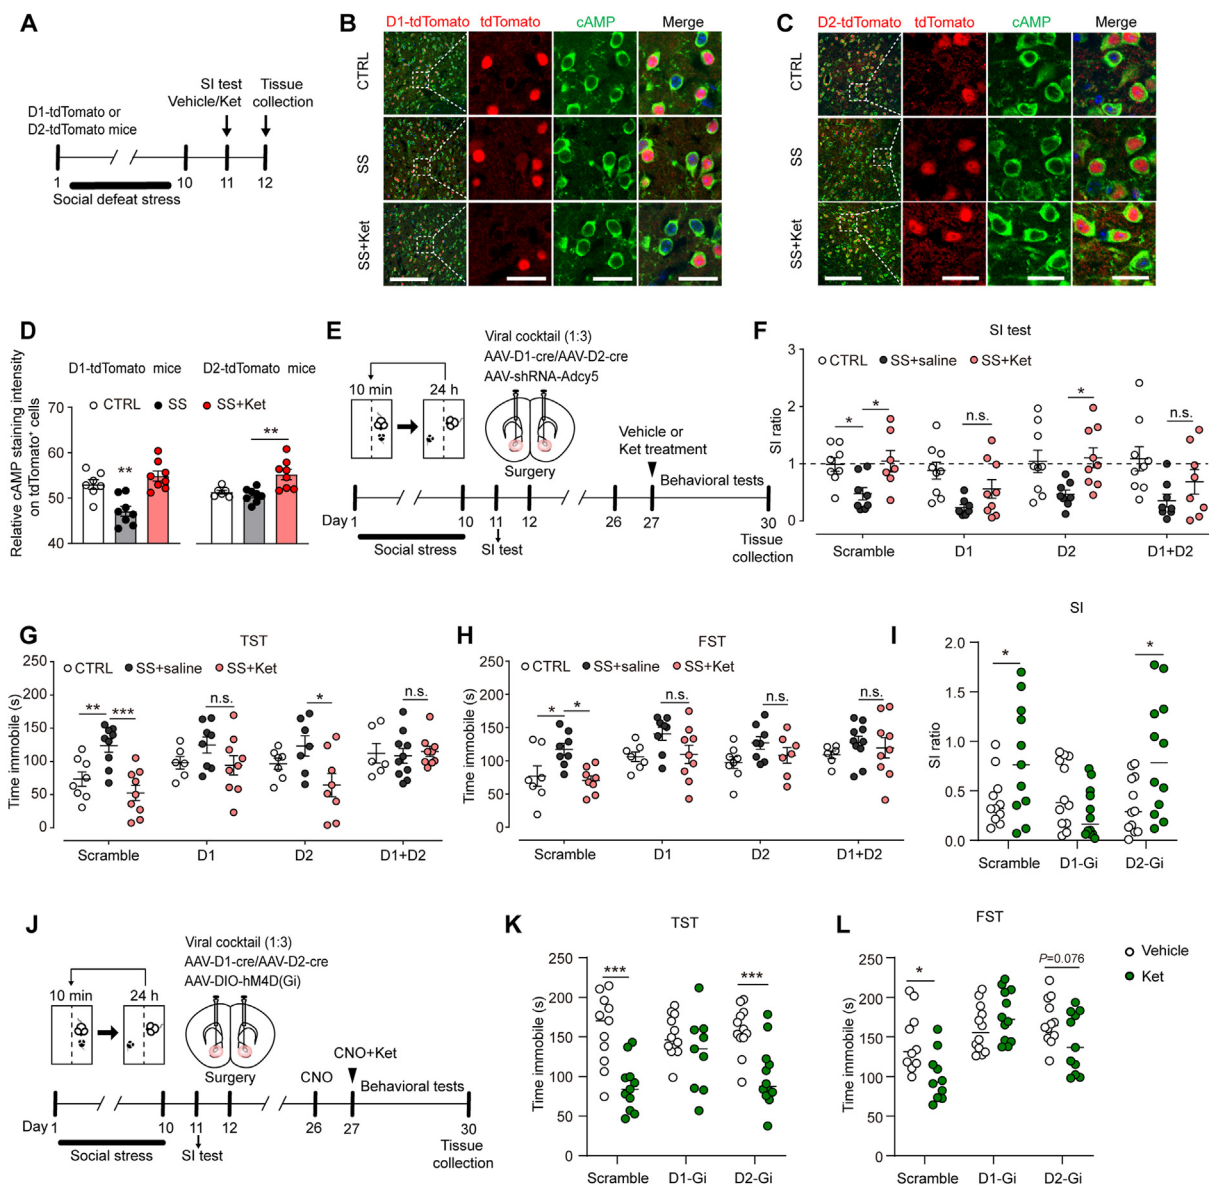 A
D1-tdTomato or
D2-tdTomato mice
SI test
Vehicle/Ket
Tissue
collection
1
10
11
12
Social defeat stress
B
D1-tdTomato
tdTomato
cAMP
Merge
CTRL
SS
SS+Ket
C
D2-tdTomato
tdTomato
cAMP
Merge
CTRL
SS
SS+Ket
D
D1-tdTomato mice
D2-tdTomato mice
CTRL
SS
SS+Ket
Relative cAMP staining intensity
on tdTomato+ cells
70
60
50
40
**
**
E
Viral cocktail (1:3)
AAV-D1-cre/AAV-D2-cre
AAV-shRNA-Adcy5
10 min
24 h
Surgery
Vehicle or
Ket treatment
Behavioral tests
Day 1
10
11
12
26
27
30
Social stress
SI test
Tissue
collection
F
SI test
CTRL
SS+saline
SS+Ket
SI ratio
3
2
1
0
*
*
n.s.
*
n.s.
Scramble
D1
D2
D1+D2
G
TST
CTRL
SS+saline
SS+Ket
Time immobile (s)
250
200
150
100
50
0
**
***
n.s.
*
n.s.
Scramble
D1
D2
D1+D2
H
FST
CTRL
SS+saline
SS+Ket
Time immobile (s)
250
200
150
100
50
0
*
*
n.s.
n.s.
n.s.
Scramble
D1
D2
D1+D2
I
SI
SI ratio
2.0
1.5
1.0
0.5
0.0
*
*
Scramble
D1-Gi
D2-Gi
J
Viral cocktail (1:3)
AAV-D1-cre/AAV-D2-cre
AAV-DIO-hM4D(Gi)
10 min
24 h
Surgery
CNO
CNO+Ket
Behavioral tests
Day 1
10
11
12
26
27
30
Social stress
SI test
Tissue
collection
K
TST
Time immobile (s)
250
200
150
100
50
0
***
***
Scramble
D1-Gi
D2-Gi
L
FST
Time immobile (s)
250
200
150
100
50
0
*
P=0.076
Scramble
D1-Gi
D2-Gi
Vehicle
Ket